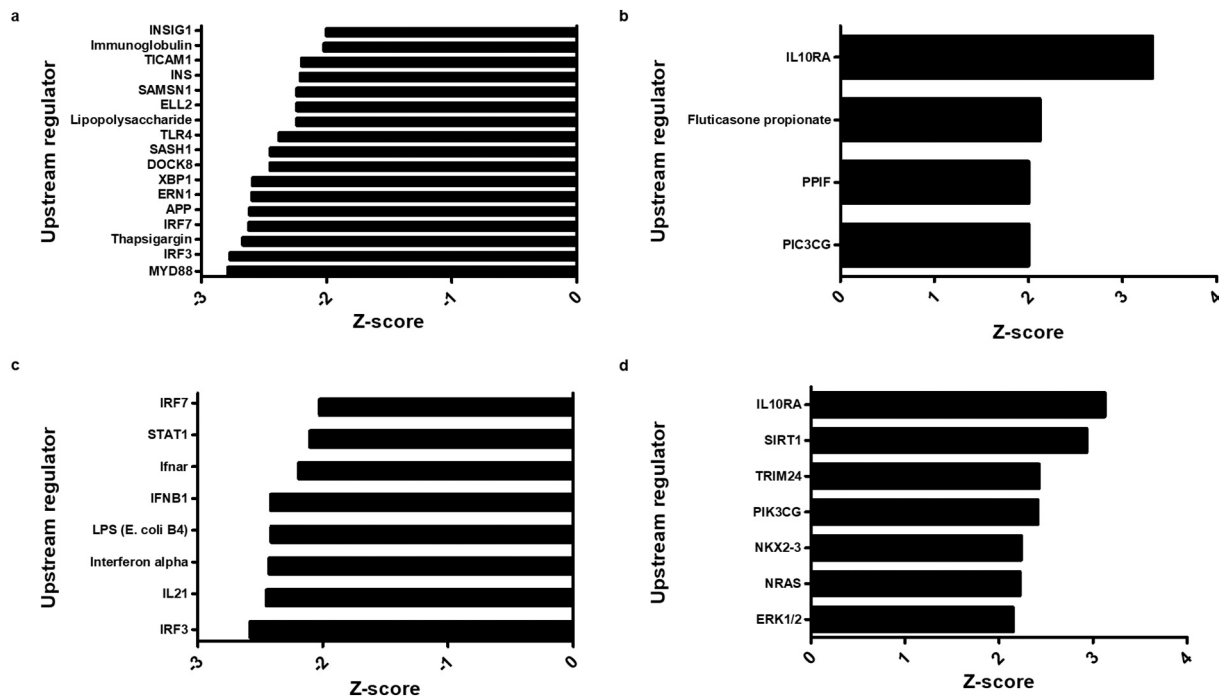 a
Upstream regulator
INSIG1
Immunoglobulin
TICAM1
INS
SAMSN1
ELL2
Lipopolysaccharide
TLR4
SASH1
DOCK8
XBP1
ERN1
APP
IRF7
Thapsigargin
IRF3
MYD88
-3
-2
-1
0
Z-score
b
Upstream regulator
IL10RA
Fluticasone propionate
PPIF
PIC3CG
0
1
2
3
4
Z-score
c
Upstream regulator
IRF7
STAT1
Ifnar
IFNB1
LPS (E. coli B4)
Interferon alpha
IL21
IRF3
-3
-2
-1
0
Z-score
d
Upstream regulator
IL10RA
SIRT1
TRIM24
PIK3CG
NKX2-3
NRAS
ERK1/2
0
1
2
3
4
Z-score